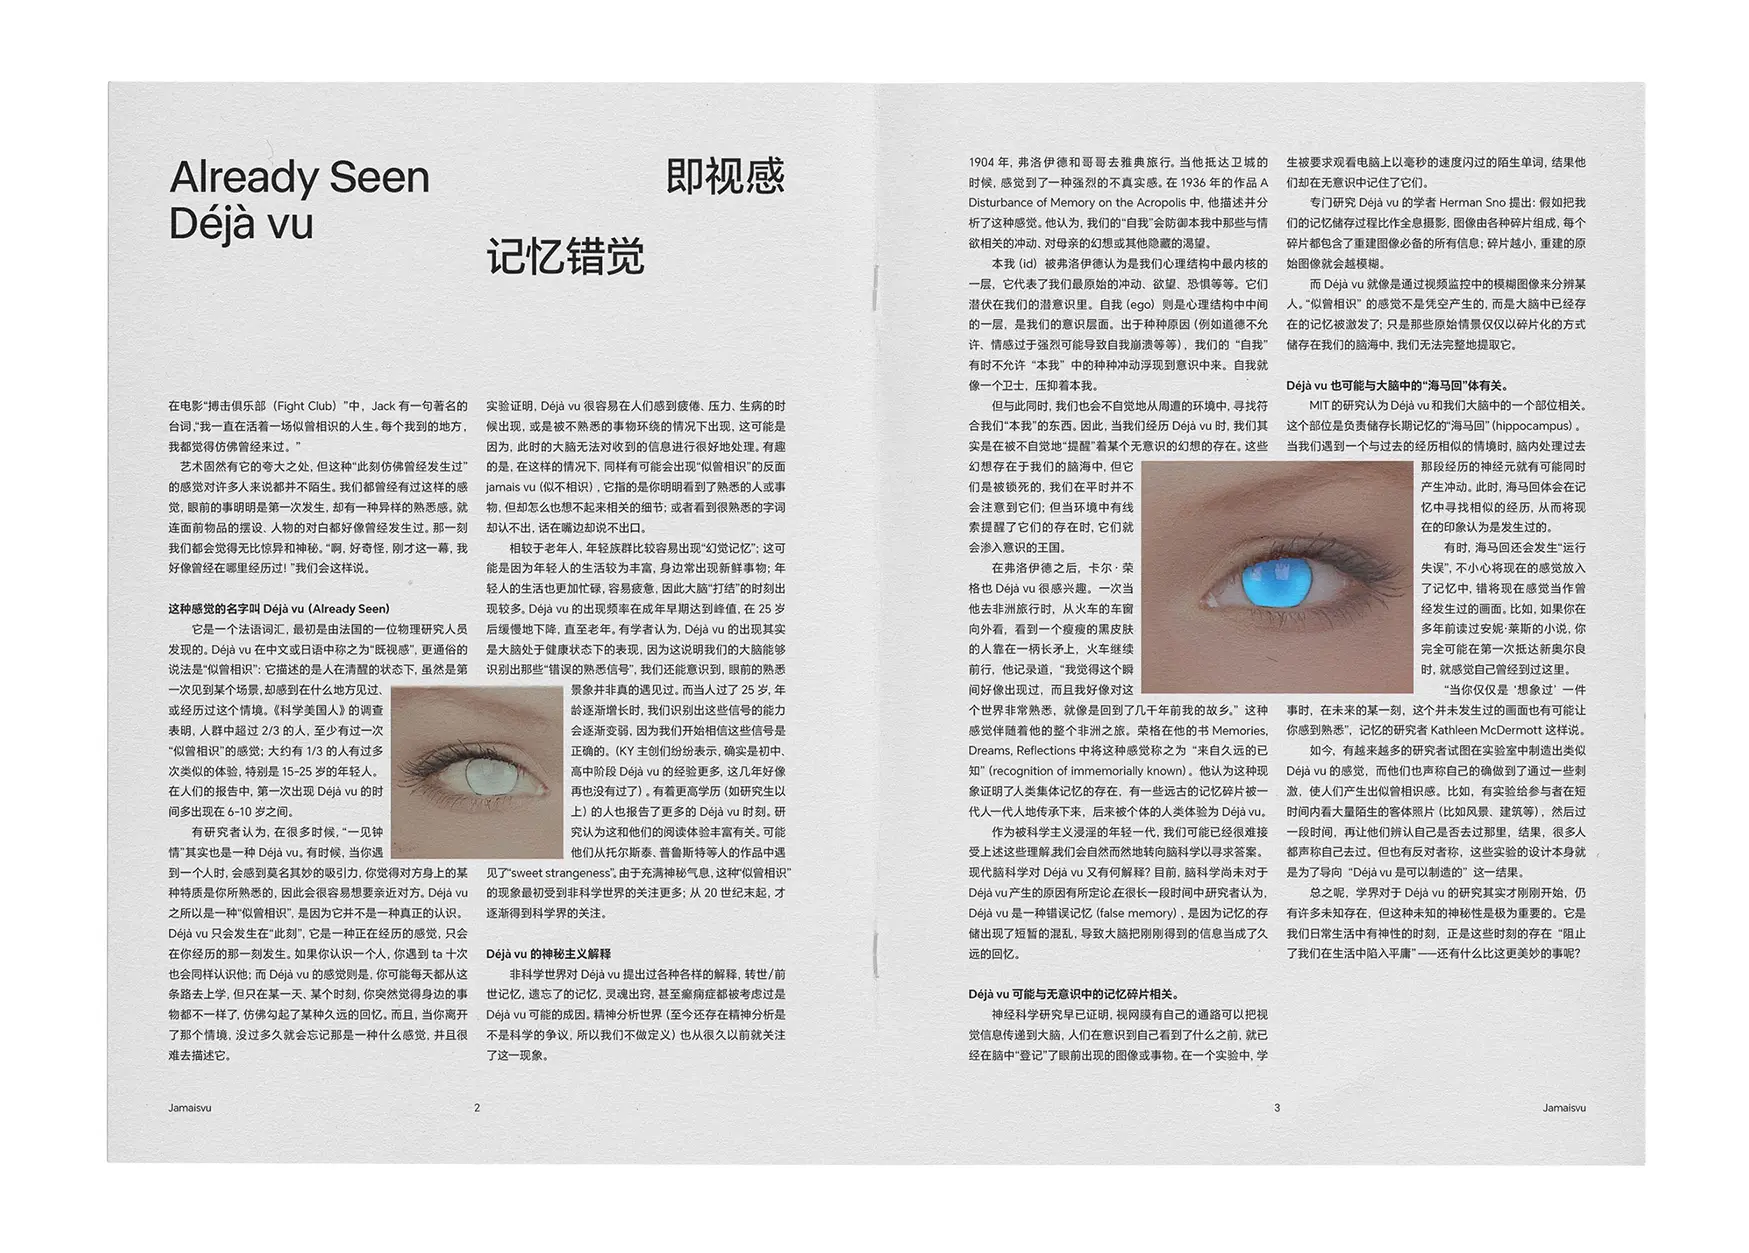 Already Seen
Déjà vu
即视感
记忆错觉
在电影“搏击俱乐部（Fight Club）”中，Jack 有一句著名的
台词,“我一直在活着一场似曾相识的人生。每个我到的地方，
我都觉得仿佛曾经来过。”
艺术固然有它的夸大之处，但这种“此刻仿佛曾经发生过”
的感觉对许多人来说都并不陌生。我们都曾经有过这样的感
觉，眼前的事明明是第一次发生，却有一种异样的熟悉感。就
连面前物品的摆设、人物的对白都好像曾经发生过。那一刻
我们都会觉得无比惊异和神秘。“啊，好奇怪，刚才这一幕，我
好像曾经在哪里经历过！”我们会这样说。
这种感觉的名字叫 Déjà vu（Already Seen）
它是一个法语词汇，最初是由法国的一位物理研究人员
发现的。Déjà vu 在中文或日语中称之为“既视感”，更通俗的
说法是“似曾相识”：它描述的是人在清醒的状态下，虽然是第
一次见到某个场景，却感到在什么地方见过、
或经历过这个情境。《科学美国人》的调查
表明，人群中超过 2/3 的人，至少有过一次
“似曾相识”的感觉；大约有 1/3 的人有过多
次类似的体验，特别是 15-25 岁的年轻人。
在人们的报告中，第一次出现 Déjà vu 的时
间多出现在 6-10 岁之间。
有研究者认为，在很多时候，“一见钟
情”其实也是一种 Déjà vu。有时候，当你遇
到一个人时，会感到莫名其妙的吸引力，你觉得对方身上的某
种特质是你所熟悉的，因此会很容易想要亲近对方。Déjà vu
之所以是一种“似曾相识”，是因为它并不是一种真正的认识。
Déjà vu 只会发生在“此刻”，它是一种正在经历的感觉，只会
在你经历的那一刻发生。如果你认识一个人，你遇到 ta 十次
也会同样认识他；而 Déjà vu 的感觉则是，你可能每天都从这
条路去上学，但只在某一天、某个时刻，你突然觉得身边的事
物都不一样了，仿佛勾起了某种久远的回忆。而且，当你离开
了那个情境，没过多久就会忘记那是一种什么感觉，并且很
难去描述它。
实验证明，Déjà vu 很容易在人们感到疲倦、压力、生病的时
候出现，或是被不熟悉的事物环绕的情况下出现，这可能是
因为，此时的大脑无法对收到的信息进行很好地处理。有趣
的是，在这样的情况下，同样有可能会出现“似曾相识”的反面
jamais vu（似不相识），它指的是你明明看到了熟悉的人或事
物，但却怎么也想不起来相关的细节；或者看到很熟悉的字词
却认不出，话在嘴边却说不出口。
相较于老年人，年轻族群比较容易出现“幻觉记忆”；这可
能是因为年轻人的生活较为丰富，身边常出现新鲜事物；年
轻人的生活也更加忙碌，容易疲惫，因此大脑“打结”的时刻出
现较多。Déjà vu 的出现频率在成年早期达到峰值，在 25 岁
后缓慢地下降，直至老年。有学者认为，Déjà vu 的出现其实
是大脑处于健康状态下的表现，因为这说明我们的大脑能够
识别出那些“错误的熟悉信号”，我们还能意识到，眼前的熟悉
景象并非真的遇见过。而当人过了 25 岁，年
龄逐渐增长时，我们识别出这些信号的能力
会逐渐变弱，因为我们开始相信这些信号是
正确的。（KY 主创们纷纷表示，确实是初中、
高中阶段 Déjà vu 的经验更多，这几年好像
再也没有过了）。有着更高学历（如研究生以
上）的人也报告了更多的 Déjà vu 时刻。研
究认为这和他们的阅读体验丰富有关。可能
他们从托尔斯泰、普鲁斯特等人的作品中遇
见了“sweet strangeness”。由于充满神秘气息，这种“似曾相识”
的现象最初受到非科学世界的关注更多；从 20 世纪末起，才
逐渐得到科学界的关注。
Déjà vu 的神秘主义解释
非科学世界对 Déjà vu 提出过各种各样的解释，转世/前
世记忆，遗忘了的记忆，灵魂出窍，甚至癫痫症都被考虑过是
Déjà vu 可能的成因。精神分析世界（至今还存在精神分析是
不是科学的争议，所以我们不做定义）也从很久以前就关注
了这一现象。
Jamaisvu
2
1904 年，弗洛伊德和哥哥去雅典旅行。当他抵达卫城的
时候，感觉到了一种强烈的不真实感。在 1936 年的作品 A
Disturbance of Memory on the Acropolis 中，他描述并分
析了这种感觉。他认为，我们的“自我”会防御本我中那些与情
欲相关的冲动、对母亲的幻想或其他隐藏的渴望。
本我（id）被弗洛伊德认为是我们心理结构中最内核的
一层，它代表了我们最原始的冲动、欲望、恐惧等等。它们
潜伏在我们的潜意识里。自我（ego）则是心理结构中中间
的一层，是我们的意识层面。出于种种原因（例如道德不允
许、情感过于强烈可能导致自我崩溃等等），我们的“自我”
有时不允许“本我”中的种种冲动浮现到意识中来。自我就
像一个卫士，压抑着本我。
但与此同时，我们也会不自觉地从周遭的环境中，寻找符
合我们“本我”的东西。因此，当我们经历 Déjà vu 时，我们其
实是在被不自觉地“提醒”着某个无意识的幻想的存在。这些
幻想存在于我们的脑海中，但它
们是被锁死的，我们在平时并不
会注意到它们；但当环境中有线
索提醒了它们的存在时，它们就
会渗入意识的王国。
在弗洛伊德之后，卡尔·荣
格也 Déjà vu 很感兴趣。一次当
他去非洲旅行时，从火车的车窗
向外看，看到一个瘦瘦的黑皮肤
的人靠在一柄长矛上，火车继续
前行，他记录道，“我觉得这个瞬
间好像出现过，而且我好像对这
个世界非常熟悉，就像是回到了几千年前我的故乡。”这种
感觉伴随着他的整个非洲之旅。荣格在他的书 Memories,
Dreams, Reflections 中将这种感觉称之为“来自久远的已
知”（recognition of immemorially known）。他认为这种现
象证明了人类集体记忆的存在，有一些远古的记忆碎片被一
代人一代人地传承下来，后来被个体的人类体验为 Déjà vu。
作为被科学主义浸淫的年轻一代，我们可能已经很难接
受上述这些理解,我们会自然而然地转向脑科学以寻求答案。
现代脑科学对 Déjà vu 又有何解释？目前，脑科学尚未对于
Déjà vu 产生的原因有所定论,在很长一段时间中研究者认为，
Déjà vu 是一种错误记忆（false memory），是因为记忆的存
储出现了短暂的混乱，导致大脑把刚刚得到的信息当成了久
远的回忆。
Déjà vu 可能与无意识中的记忆碎片相关。
神经科学研究早已证明，视网膜有自己的通路可以把视
觉信息传递到大脑，人们在意识到自己看到了什么之前，就已
经在脑中“登记”了眼前出现的图像或事物。在一个实验中，学
生被要求观看电脑上以毫秒的速度闪过的陌生单词，结果他
们却在无意识中记住了它们。
专门研究 Déjà vu 的学者 Herman Sno 提出：假如把我
们的记忆储存过程比作全息摄影，图像由各种碎片组成，每个
碎片都包含了重建图像必备的所有信息；碎片越小，重建的原
始图像就会越模糊。
而 Déjà vu 就像是通过视频监控中的模糊图像来分辨某
人。“似曾相识”的感觉不是凭空产生的，而是大脑中已经存
在的记忆被激发了；只是那些原始情景仅仅以碎片化的方式
储存在我们的脑海中，我们无法完整地提取它。
Déjà vu 也可能与大脑中的“海马回”体有关。
MIT 的研究认为 Déjà vu 和我们大脑中的一个部位相关。
这个部位是负责储存长期记忆的“海马回”（hippocampus）。
当我们遇到一个与过去的经历相似的情境时，脑内处理过去
那段经历的神经元就有可能同时
产生冲动。此时，海马回体会在记
忆中寻找相似的经历，从而将现
在的印象认为是发生过的。
有时，海马回还会发生“运行
失误”，不小心将现在的感觉放入
了记忆中，错将现在感觉当作曾
经发生过的画面。比如，如果你在
多年前读过安妮·莱斯的小说，你
完全可能在第一次抵达新奥尔良
时，就感觉自己曾经到过这里。
“当你仅仅是‘想象过’一件
事时，在未来的某一刻，这个并未发生过的画面也有可能让
你感到熟悉”，记忆的研究者 Kathleen McDermott 这样说。
如今，有越来越多的研究者试图在实验室中制造出类似
Déjà vu 的感觉，而他们也声称自己的确做到了通过一些刺
激，使人们产生出似曾相识感。比如，有实验给参与者在短
时间内看大量陌生的客体照片（比如风景、建筑等），然后过
一段时间，再让他们辨认自己是否去过那里，结果，很多人
都声称自己去过。但也有反对者称，这些实验的设计本身就
是为了导向“Déjà vu 是可以制造的”这一结果。
总之呢，学界对于 Déjà vu 的研究其实才刚刚开始，仍
有许多未知存在，但这种未知的神秘性是极为重要的。它是
我们日常生活中有神性的时刻，正是这些时刻的存在“阻止
了我们在生活中陷入平庸”——还有什么比这更美妙的事呢？
3
Jamaisvu